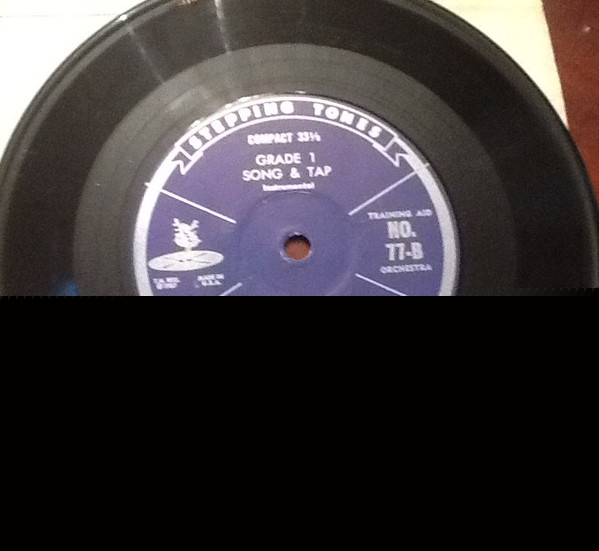 STEPPING TONES
COMPACT 33⅓
GRADE 1
SONG & TAP
Instrumental
TRAINING AID
NO.
77-B
ORCHESTRA
MADE IN
U.S.A.